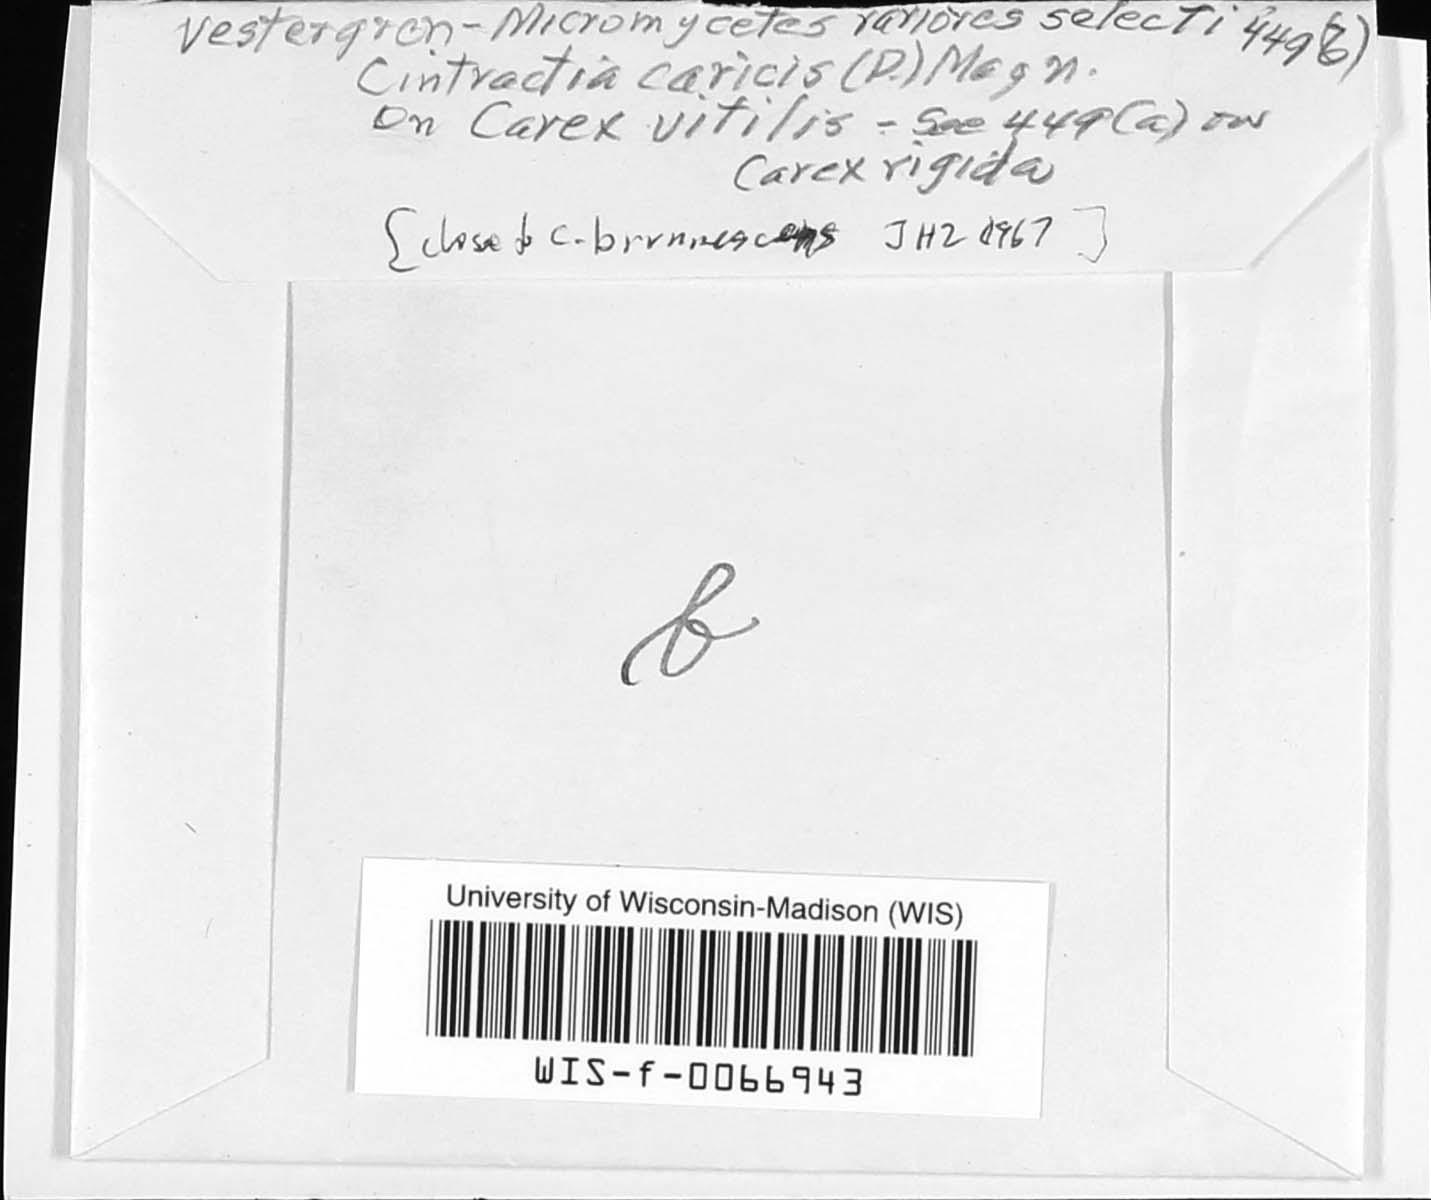 Vestergren - Micromycetes rariores selecti 449(b)
Cintractia caricis (P.) Magn.
On Carex vitilis - See 449(a) on
Carex rigida
[close to C. brunnescens JHZ 1967]
b
University of Wisconsin-Madison (WIS)
WIS-f-0066943